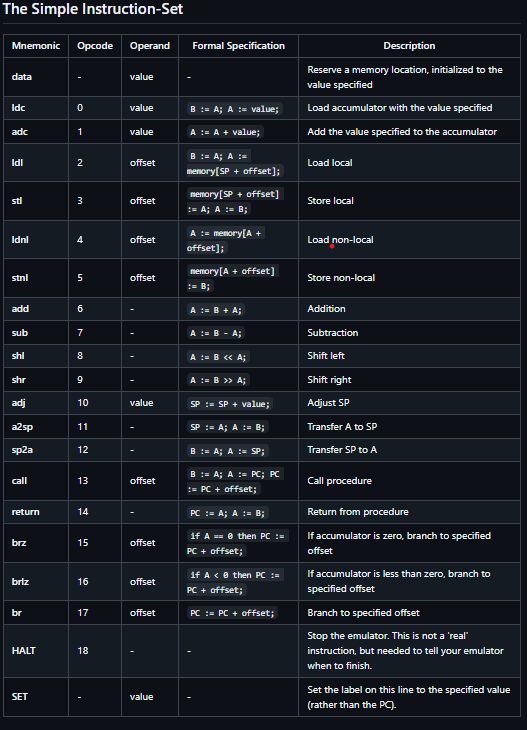 The Simple Instruction-Set
Mnemonic Opcode Operand Formal Specification Description
data - value - Reserve a memory location, initialized to the
value specified
ldc 0 value B := A; A := value; Load accumulator with the value specified
adc 1 value A := A + value; Add the value specified to the accumulator
ldl 2 offset B := A; A := Load local
memory[SP + offset];
stl 3 offset memory[SP + offset] Store local
:= A; A := B;
ldnl 4 offset A := memory[A + Load non-local
offset];
stnl 5 offset memory[A + offset] Store non-local
:= B;
add 6 - A := B + A; Addition
sub 7 - A := B - A; Subtraction
shl 8 - A := B << A; Shift left
shr 9 - A := B >> A; Shift right
adj 10 value SP := SP + value; Adjust SP
a2sp 11 - SP := A; A := B; Transfer A to SP
sp2a 12 - B := A; A := SP; Transfer SP to A
call 13 offset B := A; A := PC; PC Call procedure
:= PC + offset;
return 14 - PC := A; A := B; Return from procedure
brz 15 offset if A == 0 then PC := If accumulator is zero, branch to specified
PC + offset; offset
brlz 16 offset if A < 0 then PC := If accumulator is less than zero, branch to
PC + offset; specified offset
br 17 offset PC := PC + offset; Branch to specified offset
HALT 18 - - Stop the emulator. This is not a 'real'
instruction, but needed to tell your emulator
when to finish.
SET - value - Set the label on this line to the specified value
(rather than the PC).